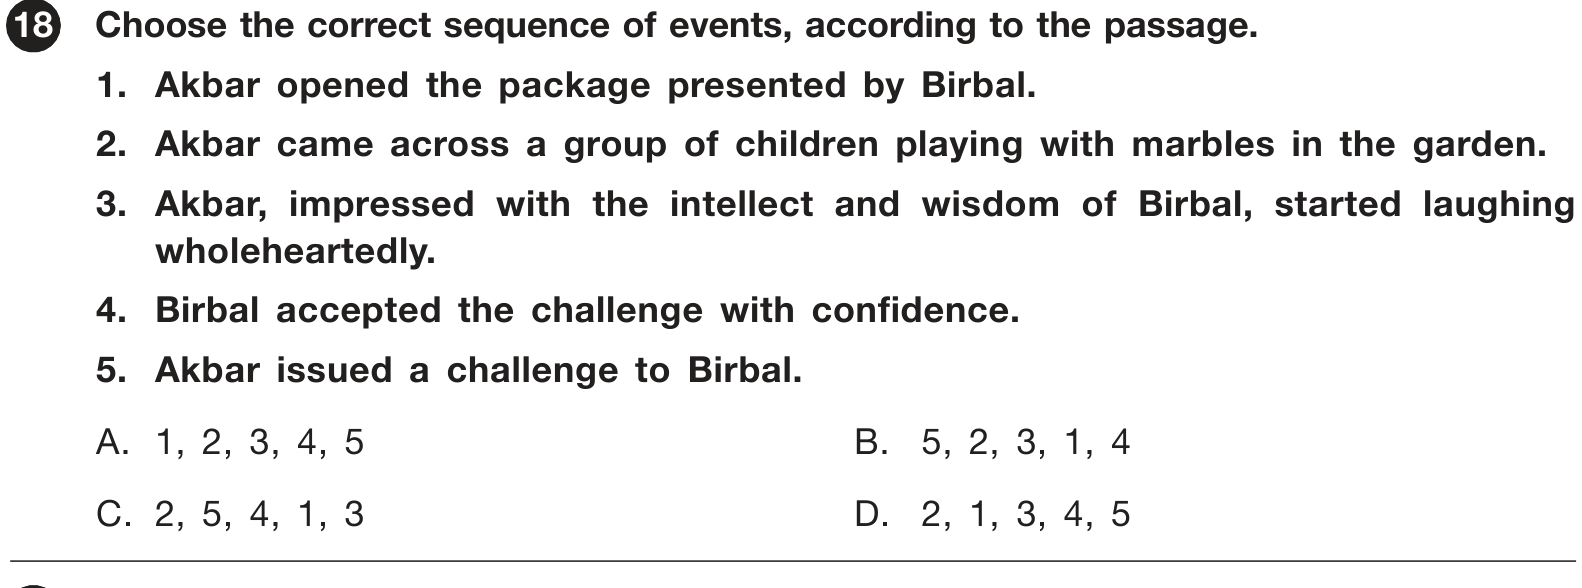 18 Choose the correct sequence of events, according to the passage.
1. Akbar opened the package presented by Birbal.
2. Akbar came across a group of children playing with marbles in the garden.
3. Akbar, impressed with the intellect and wisdom of Birbal, started laughing
wholeheartedly.
4. Birbal accepted the challenge with confidence.
5. Akbar issued a challenge to Birbal.
A. 1, 2, 3, 4, 5 B. 5, 2, 3, 1, 4
C. 2, 5, 4, 1, 3 D. 2, 1, 3, 4, 5